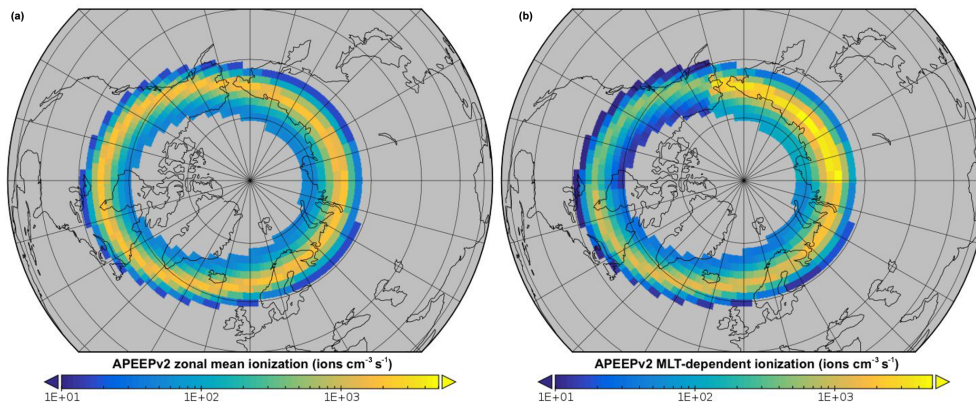 (a)
(b)
APEEPv2 zonal mean ionization (ions cm⁻³ s⁻¹)
1E+01 1E+02 1E+03
APEEPv2 MLT-dependent ionization (ions cm⁻³ s⁻¹)
1E+01 1E+02 1E+03